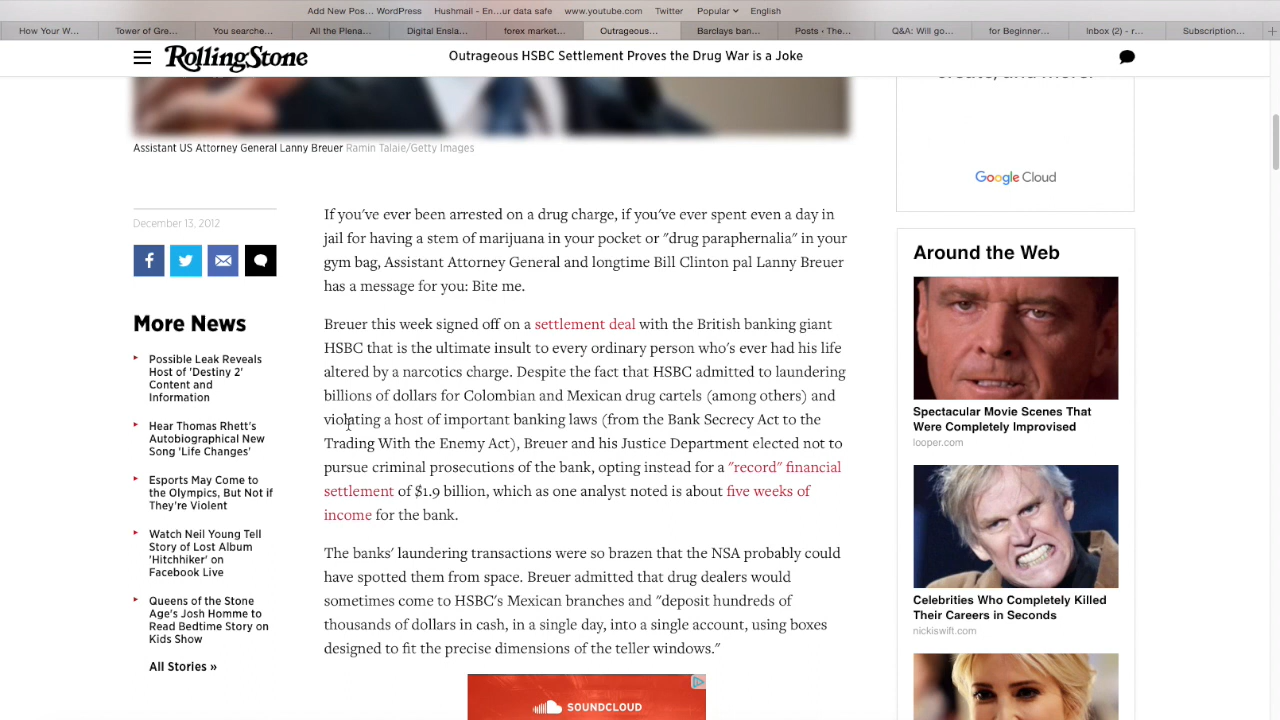 Add New Pos... WordPress Hushmail - En...ur data safe www.youtube.com Twitter Popular English
How Your W... Tower of Gre... You searche... All the Plena... Digital Ensla... forex market... Outrageous... Barclays ban... Posts ‹ The... Q&A: Will go... for Beginner... Inbox (2) - r... Subscription...
RollingStone
Outrageous HSBC Settlement Proves the Drug War is a Joke
Assistant US Attorney General Lanny Breuer Ramin Talaie/Getty Images
December 13, 2012
More News
Possible Leak Reveals
Host of 'Destiny 2'
Content and
Information
Hear Thomas Rhett's
Autobiographical New
Song 'Life Changes'
Esports May Come to
the Olympics, But Not if
They're Violent
Watch Neil Young Tell
Story of Lost Album
'Hitchhiker' on
Facebook Live
Queens of the Stone
Age's Josh Homme to
Read Bedtime Story on
Kids Show
All Stories »
If you've ever been arrested on a drug charge, if you've ever spent even a day in
jail for having a stem of marijuana in your pocket or "drug paraphernalia" in your
gym bag, Assistant Attorney General and longtime Bill Clinton pal Lanny Breuer
has a message for you: Bite me.
Breuer this week signed off on a settlement deal with the British banking giant
HSBC that is the ultimate insult to every ordinary person who's ever had his life
altered by a narcotics charge. Despite the fact that HSBC admitted to laundering
billions of dollars for Colombian and Mexican drug cartels (among others) and
violating a host of important banking laws (from the Bank Secrecy Act to the
Trading With the Enemy Act), Breuer and his Justice Department elected not to
pursue criminal prosecutions of the bank, opting instead for a "record" financial
settlement of $1.9 billion, which as one analyst noted is about five weeks of
income for the bank.
The banks' laundering transactions were so brazen that the NSA probably could
have spotted them from space. Breuer admitted that drug dealers would
sometimes come to HSBC's Mexican branches and "deposit hundreds of
thousands of dollars in cash, in a single day, into a single account, using boxes
designed to fit the precise dimensions of the teller windows."
SOUNDCLOUD
Google Cloud
Around the Web
Spectacular Movie Scenes That
Were Completely Improvised
looper.com
Celebrities Who Completely Killed
Their Careers in Seconds
nickiswift.com